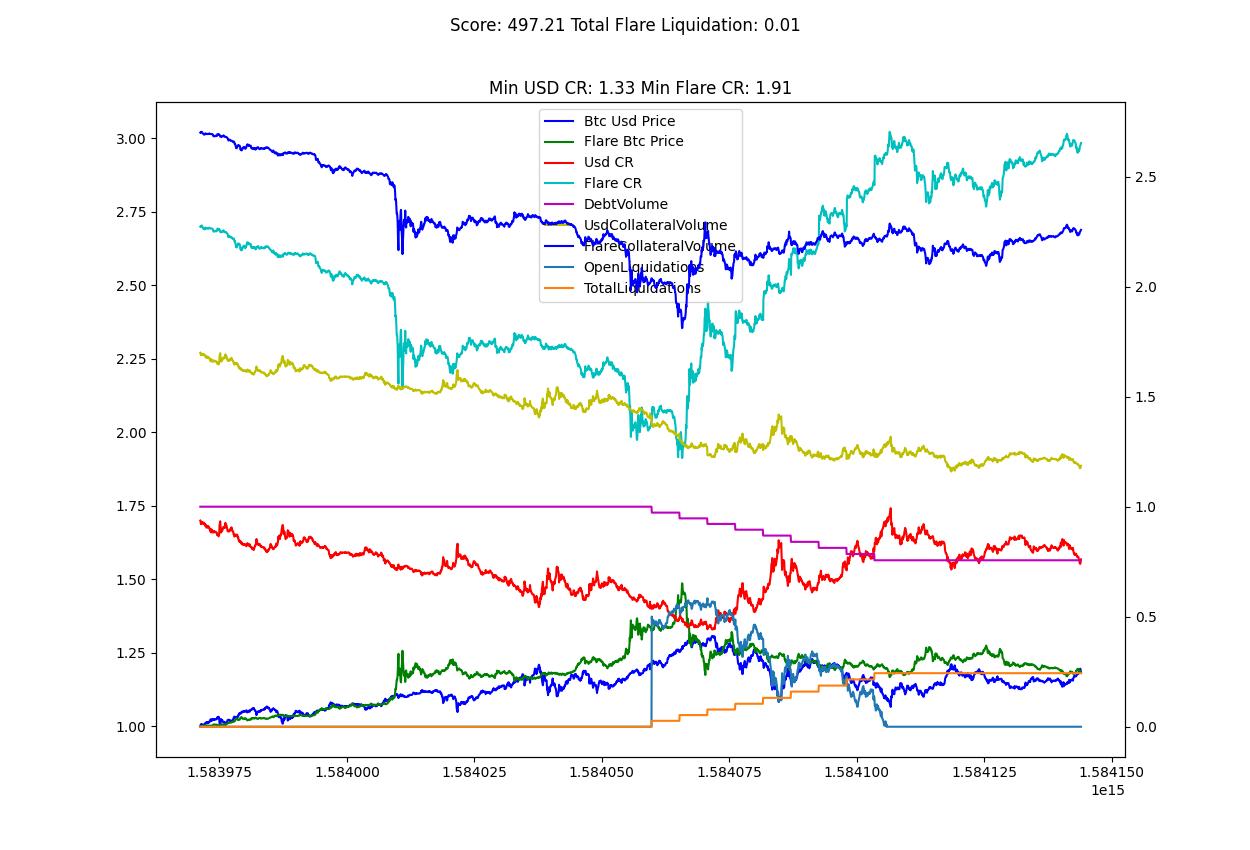 Score: 497.21 Total Flare Liquidation: 0.01
Min USD CR: 1.33 Min Flare CR: 1.91
Btc Usd Price
Flare Btc Price
Usd CR
Flare CR
DebtVolume
UsdCollateralVolume
FlareCollateralVolume
OpenLiquidations
TotalLiquidations
3.00
2.75
2.50
2.25
2.00
1.75
1.50
1.25
1.00
2.5
2.0
1.5
1.0
0.5
0.0
1.583975 1.584000 1.584025 1.584050 1.584075 1.584100 1.584125 1.584150
1e15